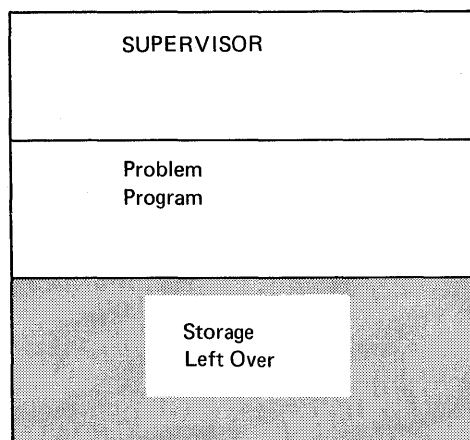 SUPERVISOR
Problem
Program
Storage
Left Over